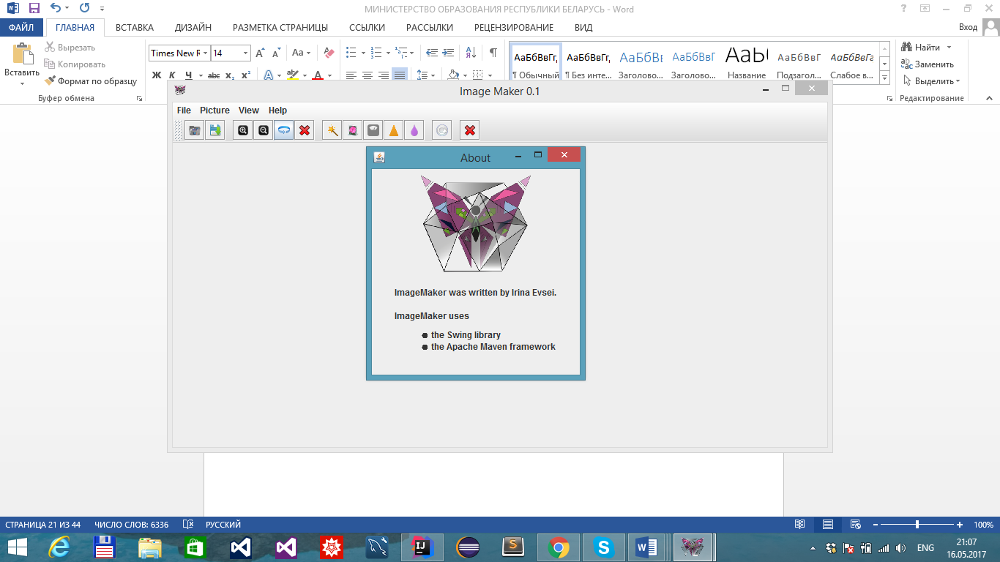 МИНИСТЕРСТВО ОБРАЗОВАНИЯ РЕСПУБЛИКИ БЕЛАРУСЬ - Word
ФАЙЛ ГЛАВНАЯ ВСТАВКА ДИЗАЙН РАЗМЕТКА СТРАНИЦЫ ССЫЛКИ РАССЫЛКИ РЕЦЕНЗИРОВАНИЕ ВИД Вход
Вставить
Вырезать
Копировать
Формат по образцу
Буфер обмена
Times New R 14 Aa
Ж К Ч abc x₂ x²
АаБбВвГг, АаБбВвГг, АаБбВв АаБбВвГ АаЬ АаБбВвГ АаБбВвГг
¶ Обычный ¶ Без инте... Заголово... Заголово... Название Подзагол... Слабое в...
Найти
Заменить
Выделить
Редактирование
Image Maker 0.1
File Picture View Help
About
ImageMaker was written by Irina Evsei.
ImageMaker uses
the Swing library
the Apache Maven framework
СТРАНИЦА 21 ИЗ 44 ЧИСЛО СЛОВ: 6336 РУССКИЙ 100%
ENG
21:07
16.05.2017